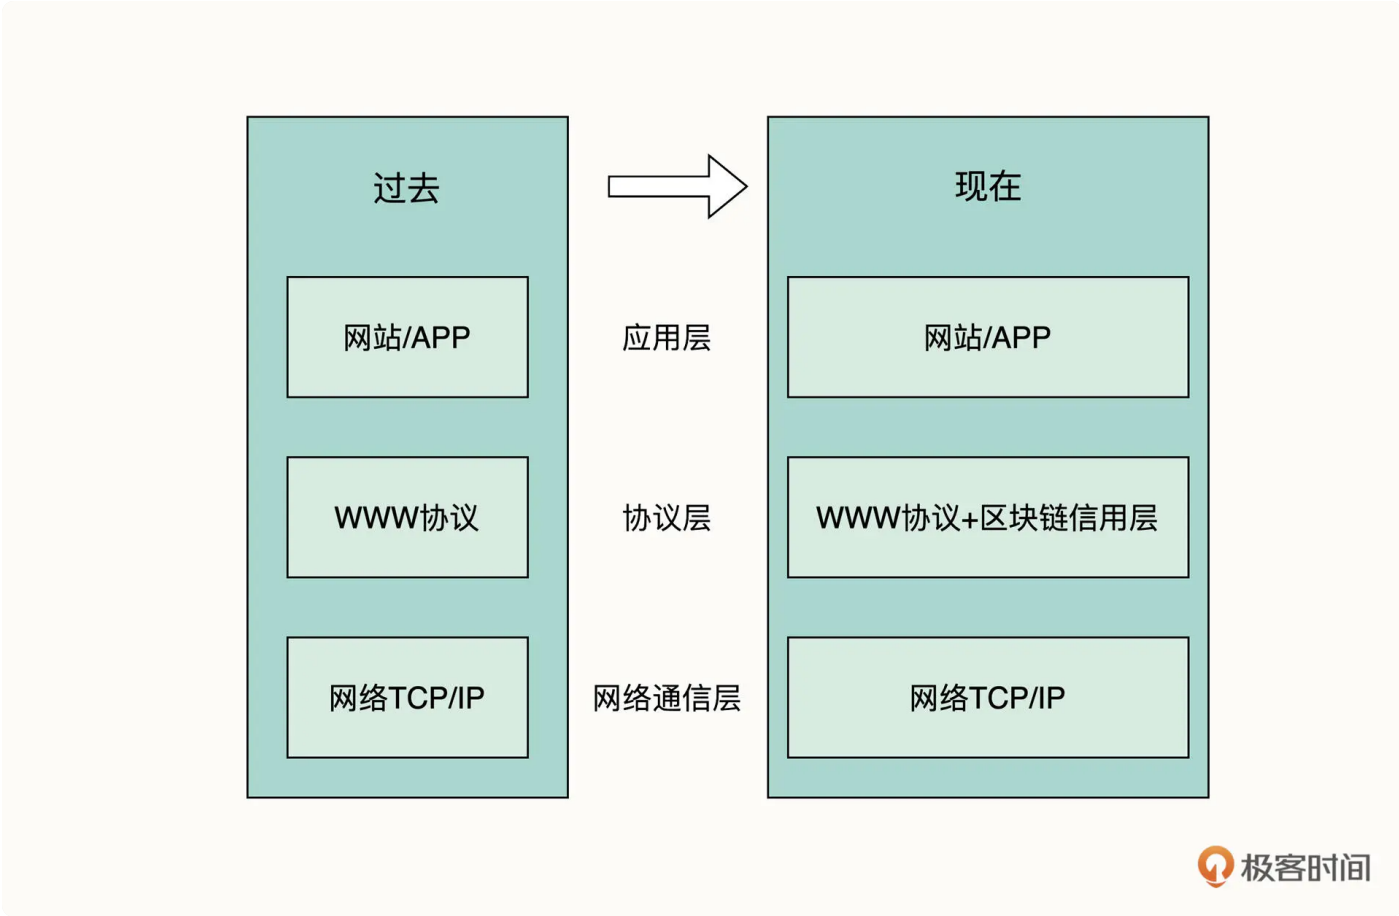 过去
现在
网站/APP
应用层
网站/APP
WWW协议
协议层
WWW协议+区块链信用层
网络TCP/IP
网络通信层
网络TCP/IP
极客时间